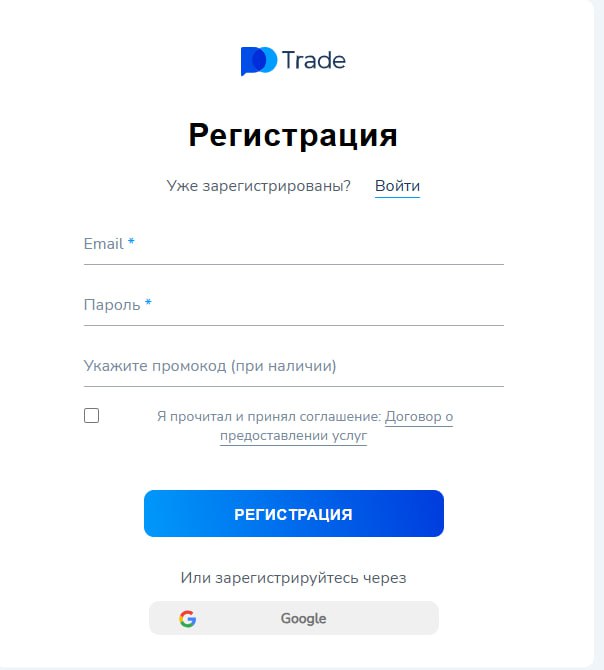 Trade
Регистрация
Уже зарегистрированы? Войти
Email *
Пароль *
Укажите промокод (при наличии)
Я прочитал и принял соглашение: Договор о
предоставлении услуг
РЕГИСТРАЦИЯ
Или зарегистрируйтесь через
Google